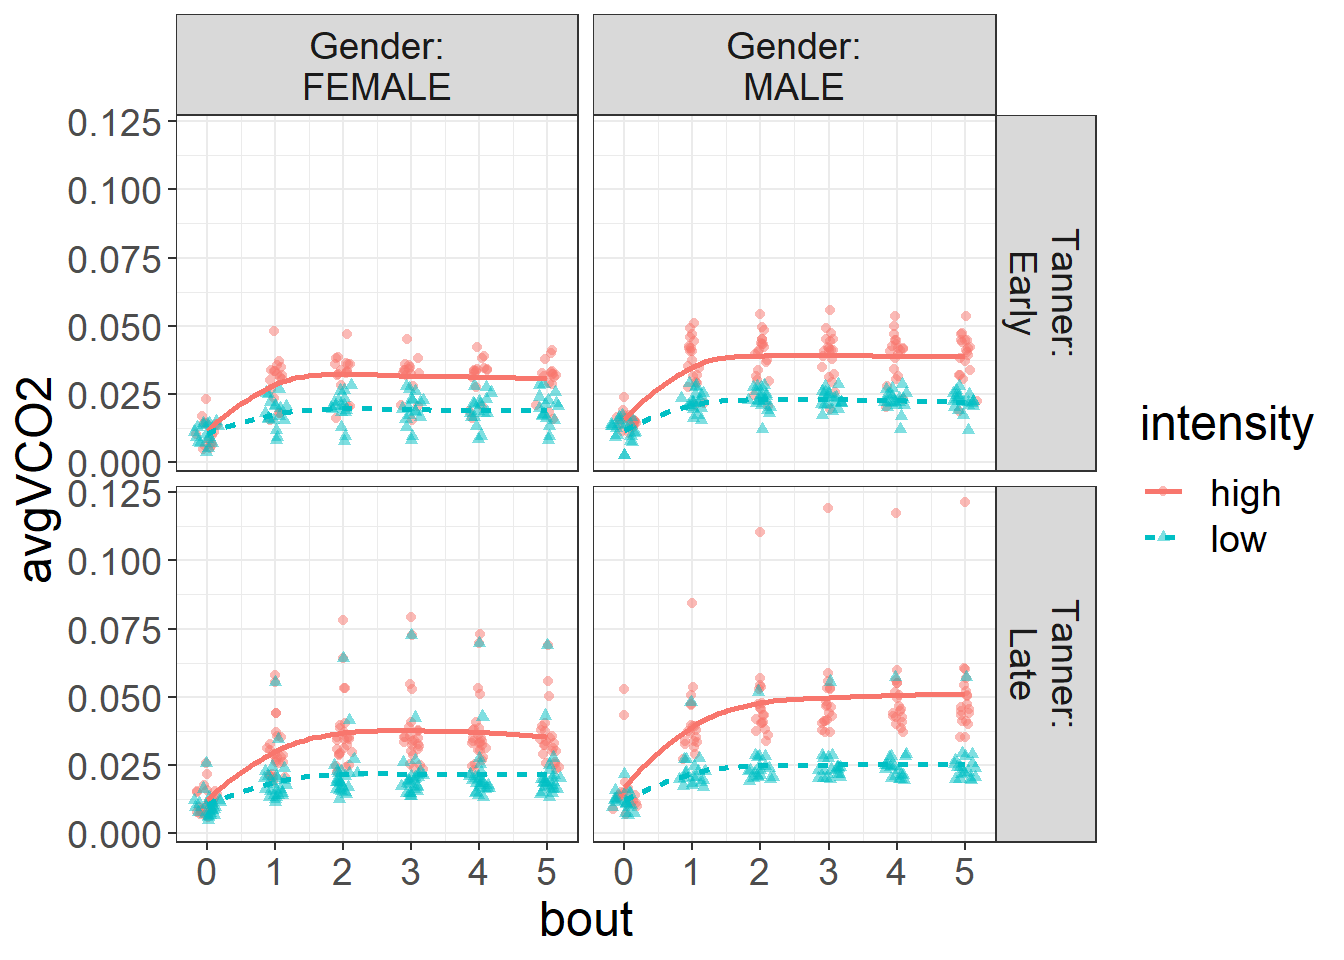 Gender:
FEMALE
Gender:
MALE
0.125
0.100
0.075
0.050
0.025
0.000
Tanner:
Early
0.125
0.100
0.075
0.050
0.025
0.000
Tanner:
Late
avgVCO2
0 1 2 3 4 5
0 1 2 3 4 5
bout
intensity
high
low